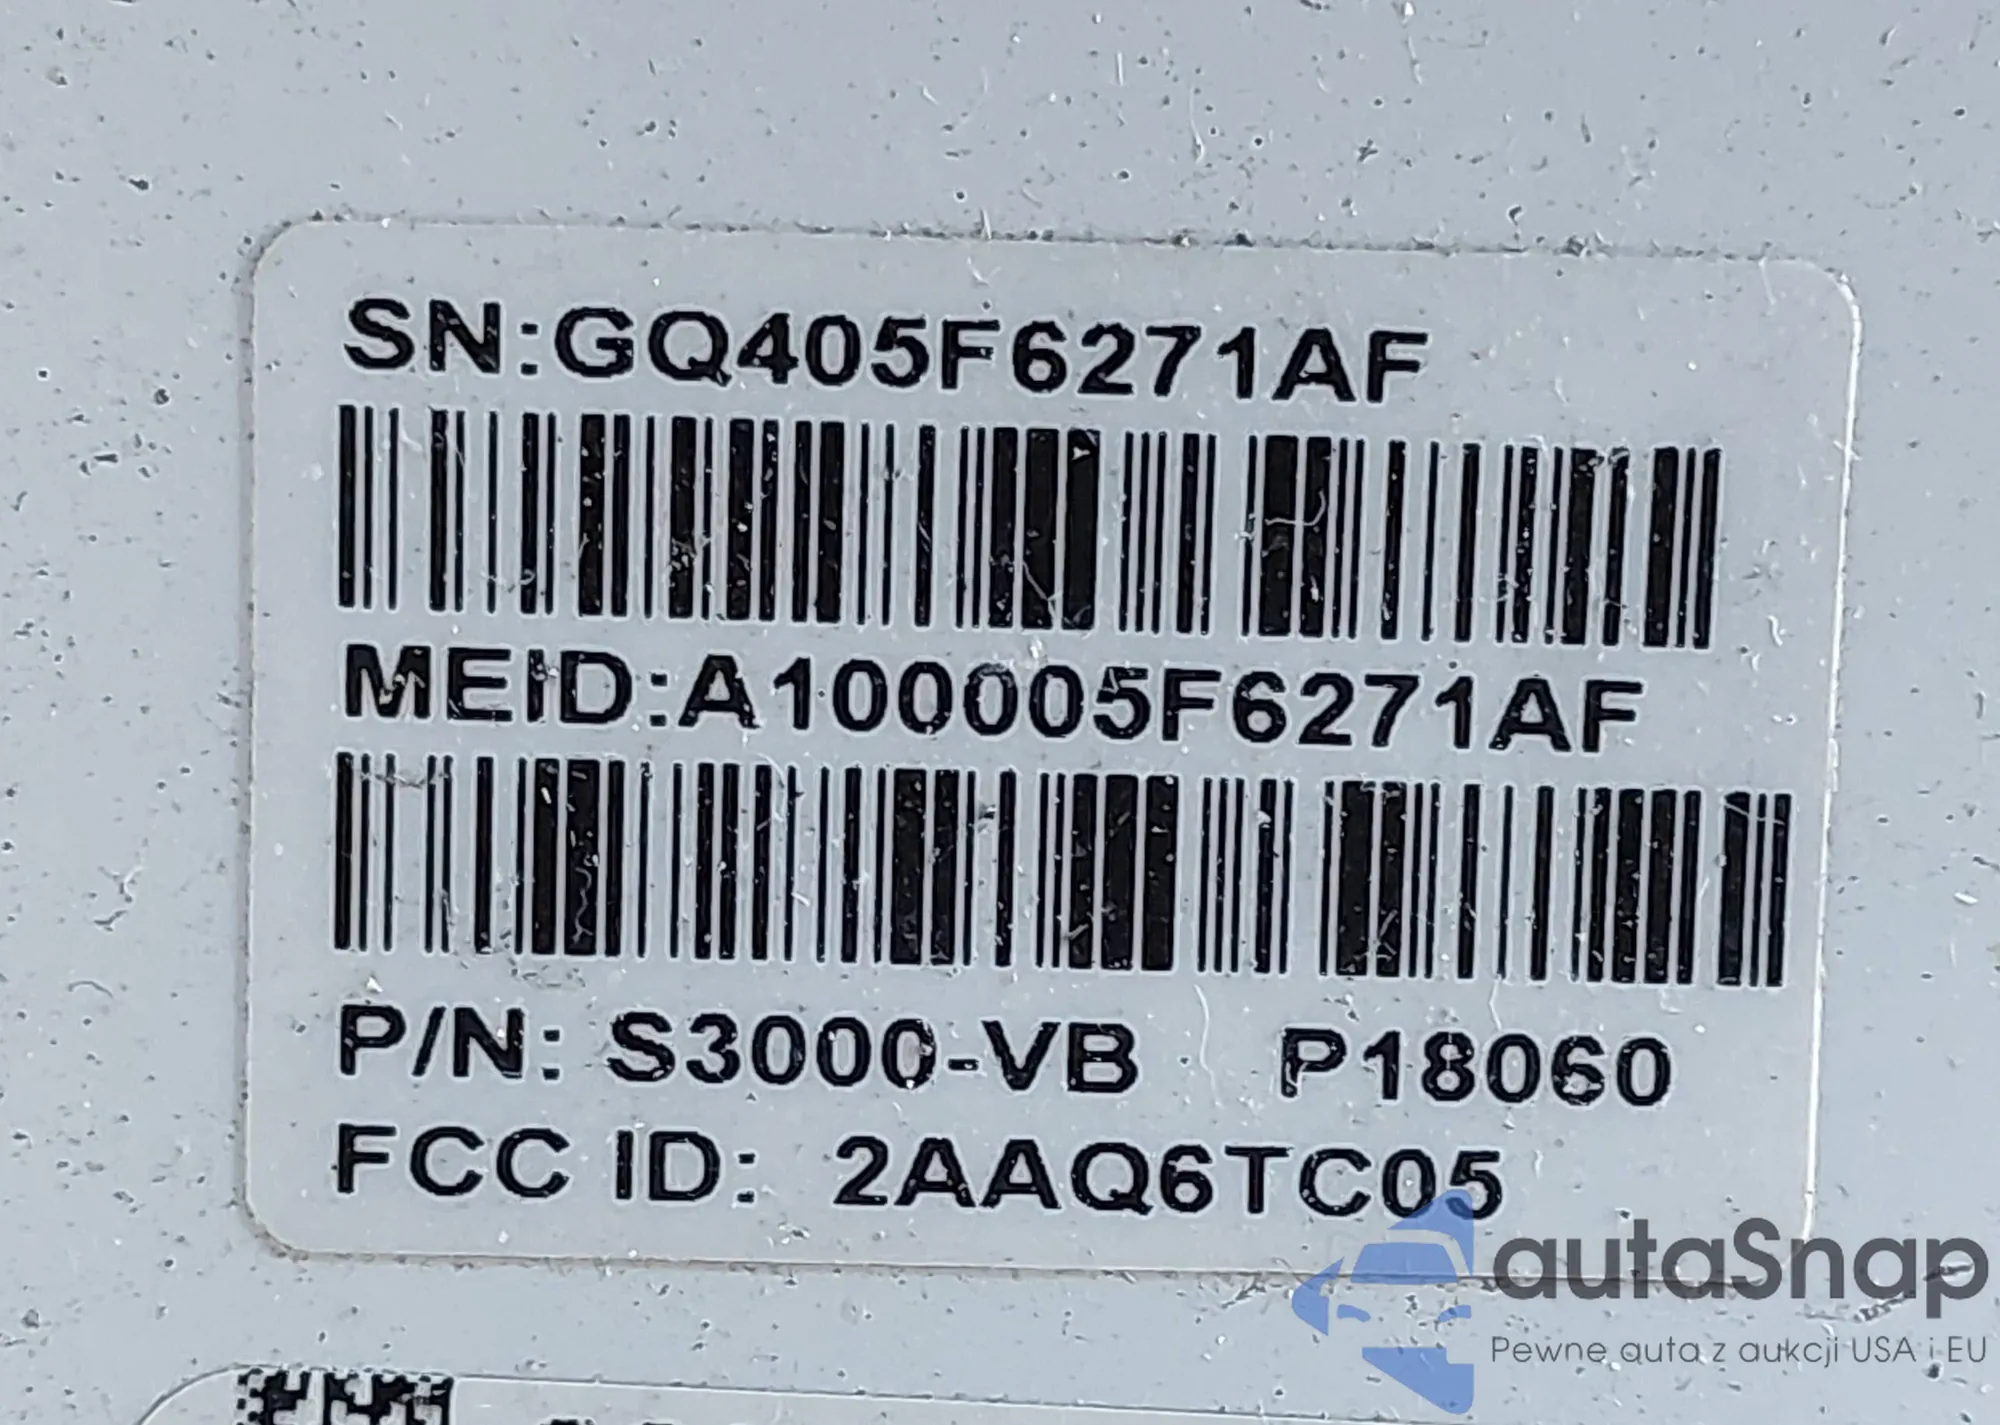 SN:GQ405F6271AF
MEID:A100005F6271AF
P/N: S3000-VB P18060
FCC ID: 2AAQ6TC05
autaSnap
Pewne auta z aukcji USA i EU